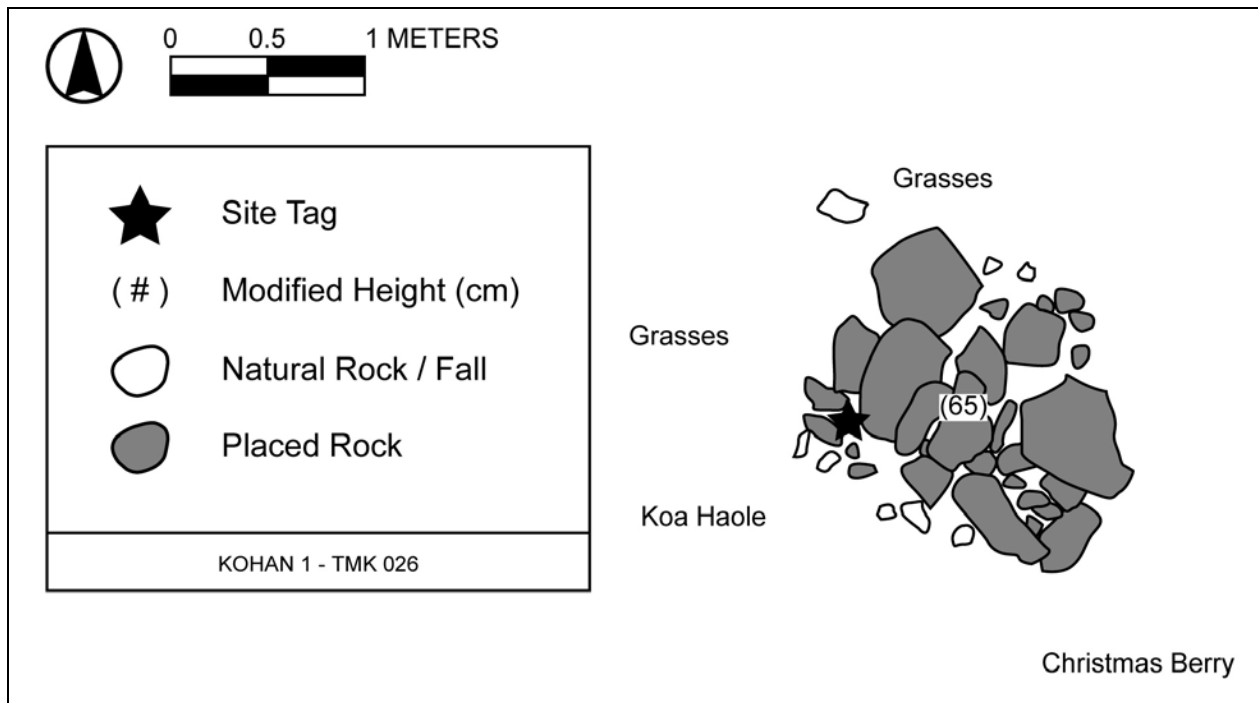 0 0.5 1 METERS
Site Tag
( # ) Modified Height (cm)
Natural Rock / Fall
Placed Rock
KOHAN 1 - TMK 026
Grasses
Grasses
(65)
Koa Haole
Christmas Berry